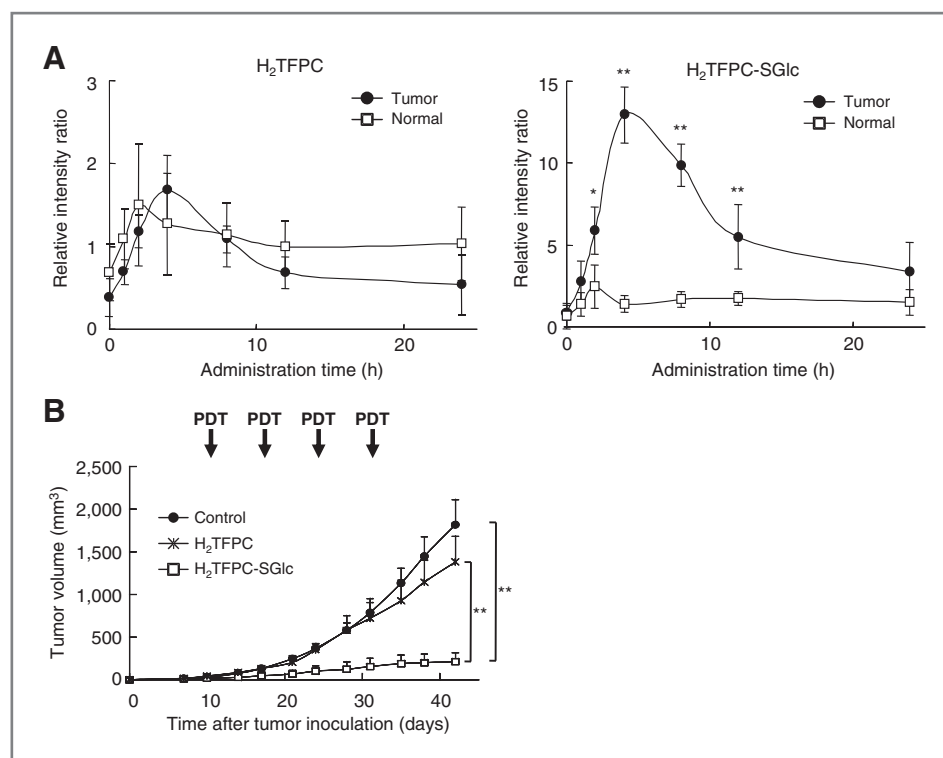 A
H₂TFPC
3
2
1
0
Relative intensity ratio
Tumor
Normal
0
10
20
Administration time (h)
H₂TFPC-SGlc
15
10
5
0
Relative intensity ratio
Tumor
Normal
*
**
**
**
0
10
20
Administration time (h)
B
PDT PDT PDT PDT
2,500
2,000
1,500
1,000
500
0
Tumor volume (mm³)
Control
H₂TFPC
H₂TFPC-SGlc
**
**
0
10
20
30
40
Time after tumor inoculation (days)